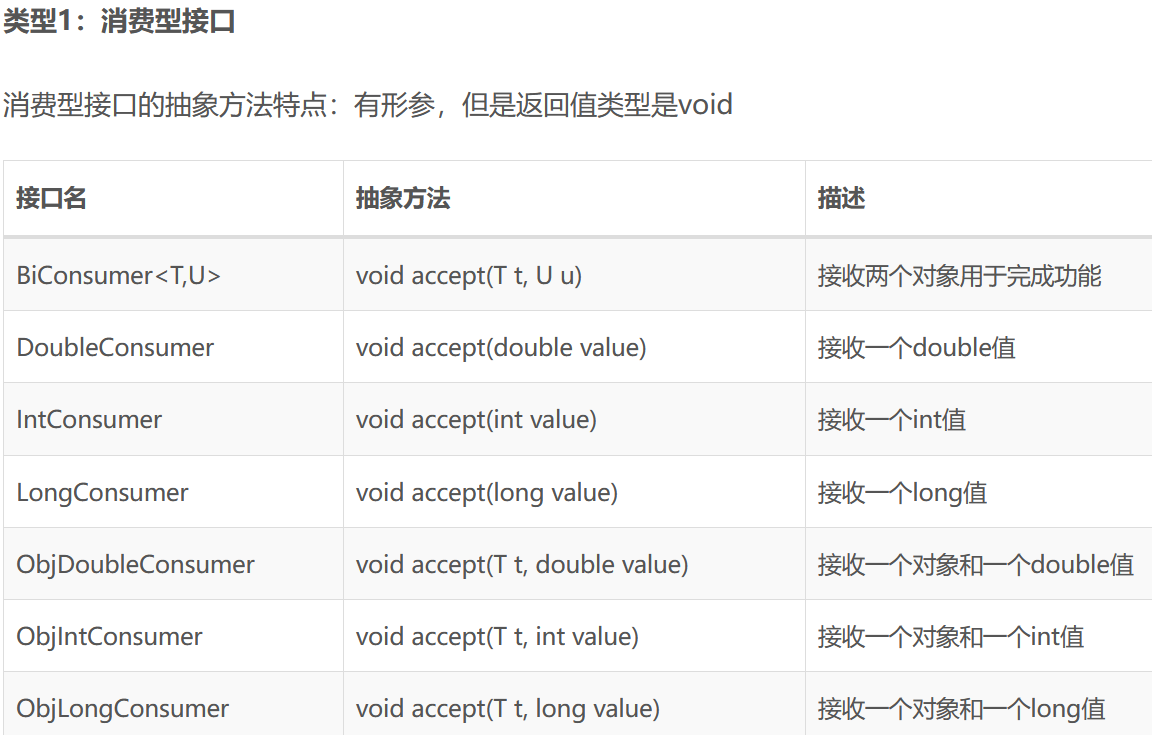 类型1：消费型接口
消费型接口的抽象方法特点：有形参，但是返回值类型是void
接口名 抽象方法 描述
BiConsumer<T,U> void accept(T t, U u) 接收两个对象用于完成功能
DoubleConsumer void accept(double value) 接收一个double值
IntConsumer void accept(int value) 接收一个int值
LongConsumer void accept(long value) 接收一个long值
ObjDoubleConsumer void accept(T t, double value) 接收一个对象和一个double值
ObjIntConsumer void accept(T t, int value) 接收一个对象和一个int值
ObjLongConsumer void accept(T t, long value) 接收一个对象和一个long值